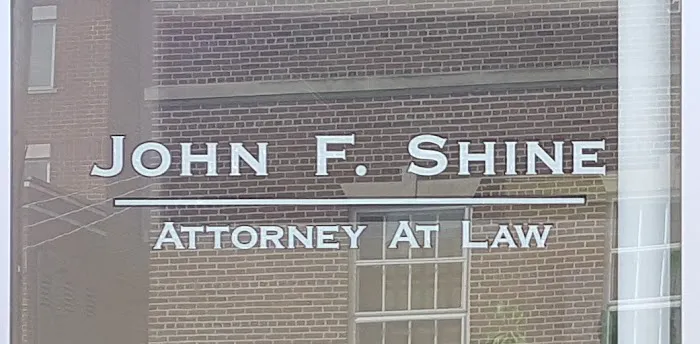 John F. Shine
Attorney At Law